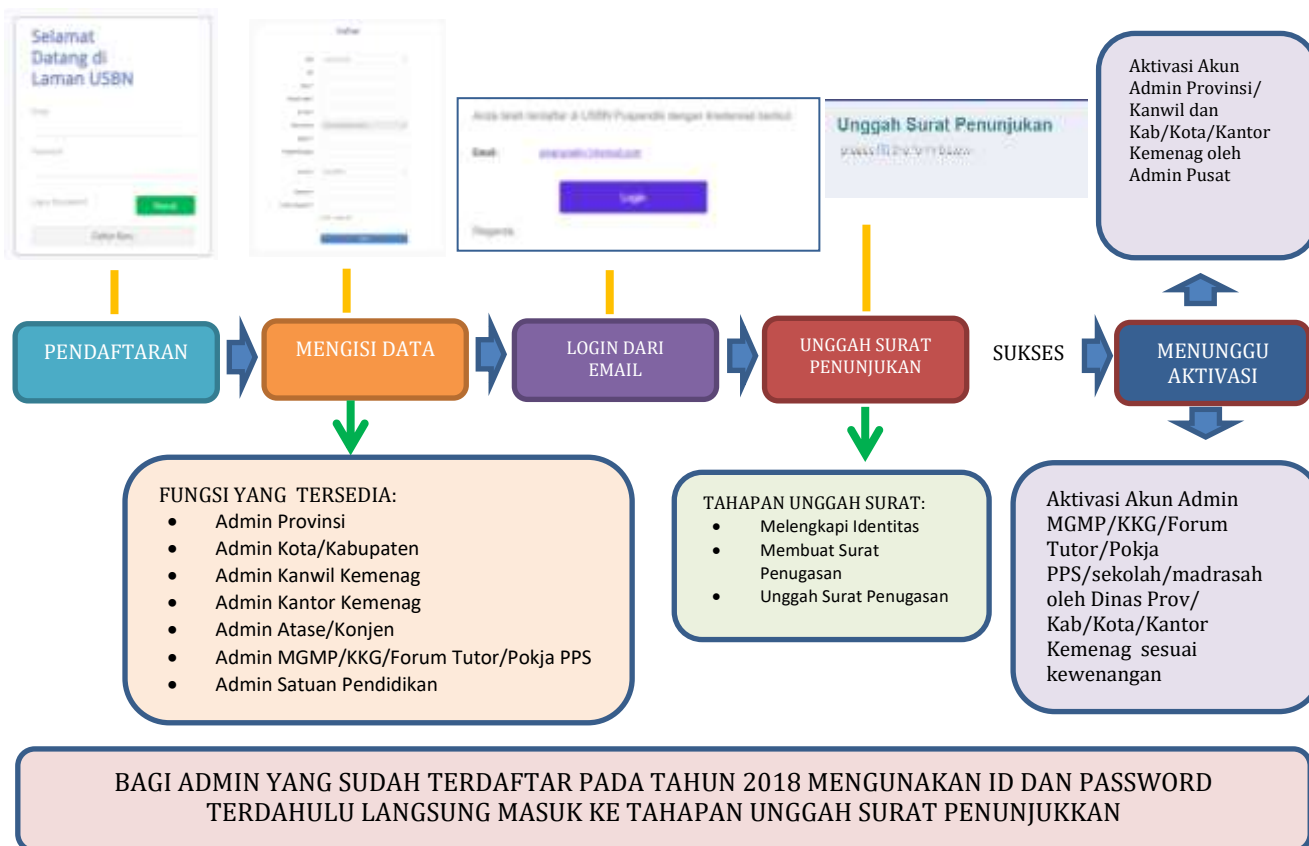 Selamat
Datang di
Laman USBN
Daftar
Anda telah terdaftar di USBN Puspendik dengan kredensial berikut:
Email:
Login
Unggah Surat Penunjukan
Aktivasi Akun
Admin Provinsi/
Kanwil dan
Kab/Kota/Kantor
Kemenag oleh
Admin Pusat
PENDAFTARAN
MENGISI DATA
LOGIN DARI
EMAIL
UNGGAH SURAT
PENUNJUKAN
SUKSES
MENUNGGU
AKTIVASI
FUNGSI YANG TERSEDIA:
• Admin Provinsi
• Admin Kota/Kabupaten
• Admin Kanwil Kemenag
• Admin Kantor Kemenag
• Admin Atase/Konjen
• Admin MGMP/KKG/Forum Tutor/Pokja PPS
• Admin Satuan Pendidikan
TAHAPAN UNGGAH SURAT:
• Melengkapi Identitas
• Membuat Surat
Penugasan
• Unggah Surat Penugasan
Aktivasi Akun Admin
MGMP/KKG/Forum
Tutor/Pokja
PPS/sekolah/madrasah
oleh Dinas Prov/
Kab/Kota/Kantor
Kemenag sesuai
kewenangan
BAGI ADMIN YANG SUDAH TERDAFTAR PADA TAHUN 2018 MENGUNAKAN ID DAN PASSWORD
TERDAHULU LANGSUNG MASUK KE TAHAPAN UNGGAH SURAT PENUNJUKKAN